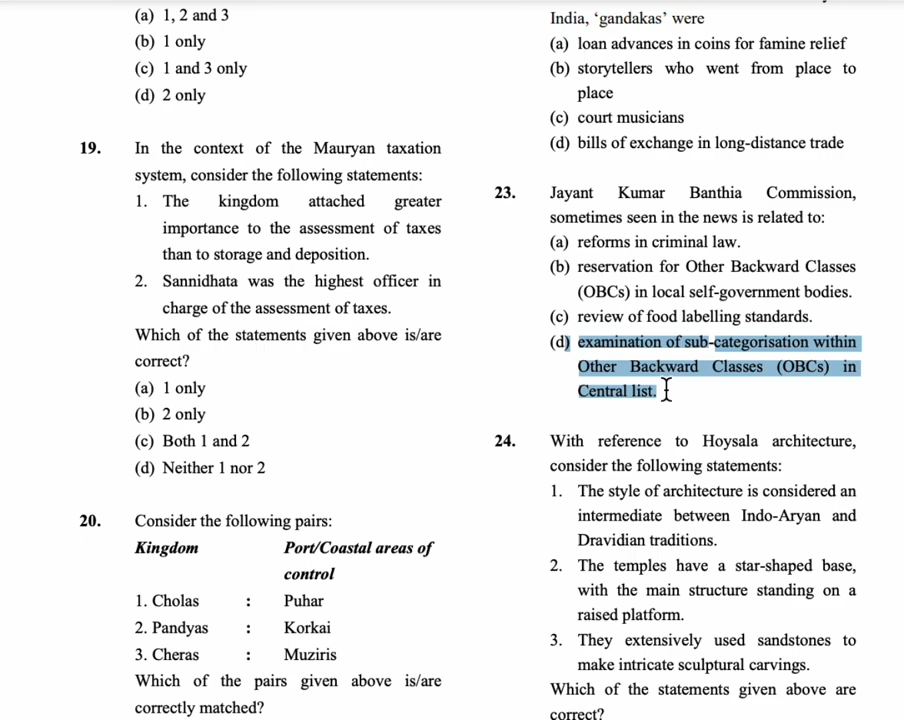 (a) 1, 2 and 3
(b) 1 only
(c) 1 and 3 only
(d) 2 only
19. In the context of the Mauryan taxation
system, consider the following statements:
1. The kingdom attached greater
importance to the assessment of taxes
than to storage and deposition.
2. Sannidhata was the highest officer in
charge of the assessment of taxes.
Which of the statements given above is/are
correct?
(a) 1 only
(b) 2 only
(c) Both 1 and 2
(d) Neither 1 nor 2
20. Consider the following pairs:
Kingdom Port/Coastal areas of
control
1. Cholas : Puhar
2. Pandyas : Korkai
3. Cheras : Muziris
Which of the pairs given above is/are
correctly matched?
India, ‘gandakas’ were
(a) loan advances in coins for famine relief
(b) storytellers who went from place to
place
(c) court musicians
(d) bills of exchange in long-distance trade
23. Jayant Kumar Banthia Commission,
sometimes seen in the news is related to:
(a) reforms in criminal law.
(b) reservation for Other Backward Classes
(OBCs) in local self-government bodies.
(c) review of food labelling standards.
(d) examination of sub-categorisation within
Other Backward Classes (OBCs) in
Central list.
24. With reference to Hoysala architecture,
consider the following statements:
1. The style of architecture is considered an
intermediate between Indo-Aryan and
Dravidian traditions.
2. The temples have a star-shaped base,
with the main structure standing on a
raised platform.
3. They extensively used sandstones to
make intricate sculptural carvings.
Which of the statements given above are
correct?